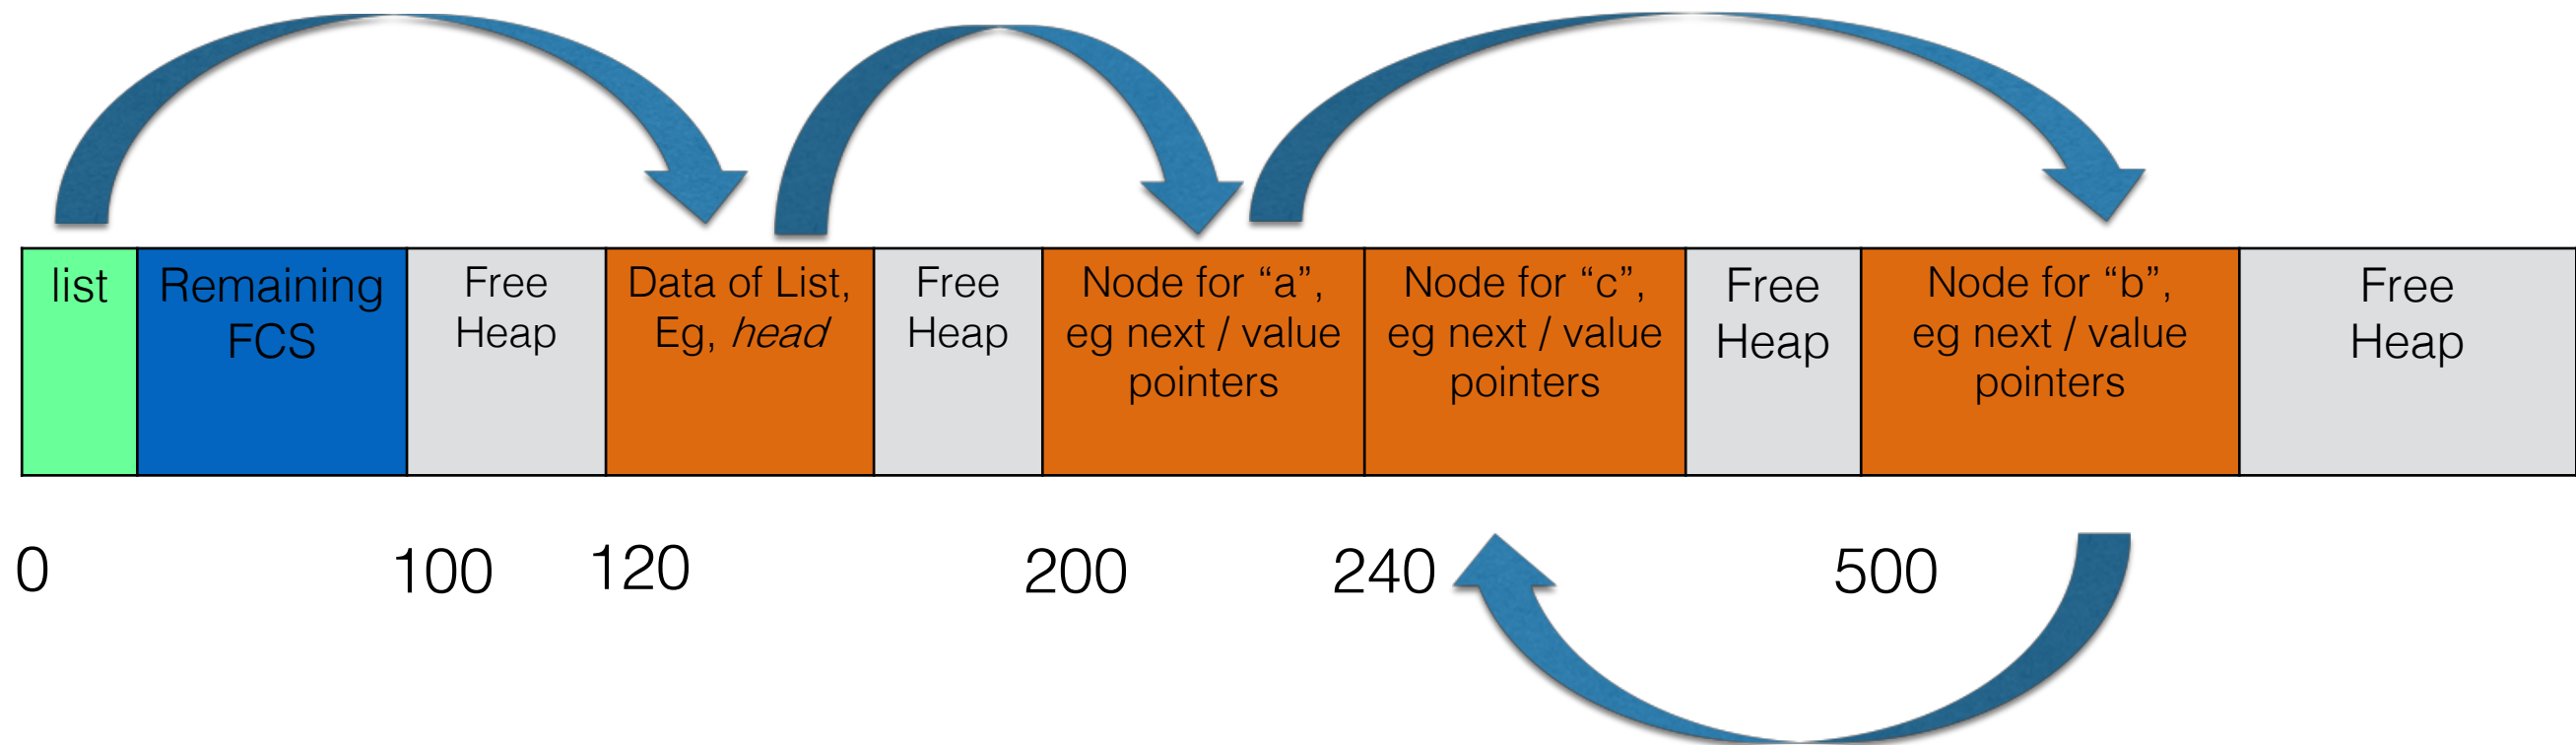 list
Remaining
FCS
Free
Heap
Data of List,
Eg, head
Free
Heap
Node for “a”,
eg next / value
pointers
Node for “c”,
eg next / value
pointers
Free
Heap
Node for “b”,
eg next / value
pointers
Free
Heap
0
100
120
200
240
500